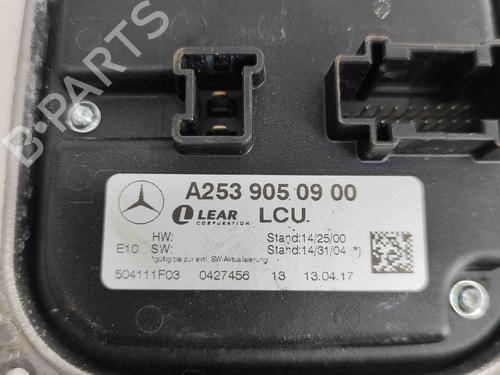 B-PARTS
A253 905 09 00
LEAR LCU
CORPORATION
HW: Stand:14/25/00
E10 SW: Stand:14/31/04 *)
*gültig bis zur evtl. SW Aktualisierung
504111F03 0427456 13 13.04.17